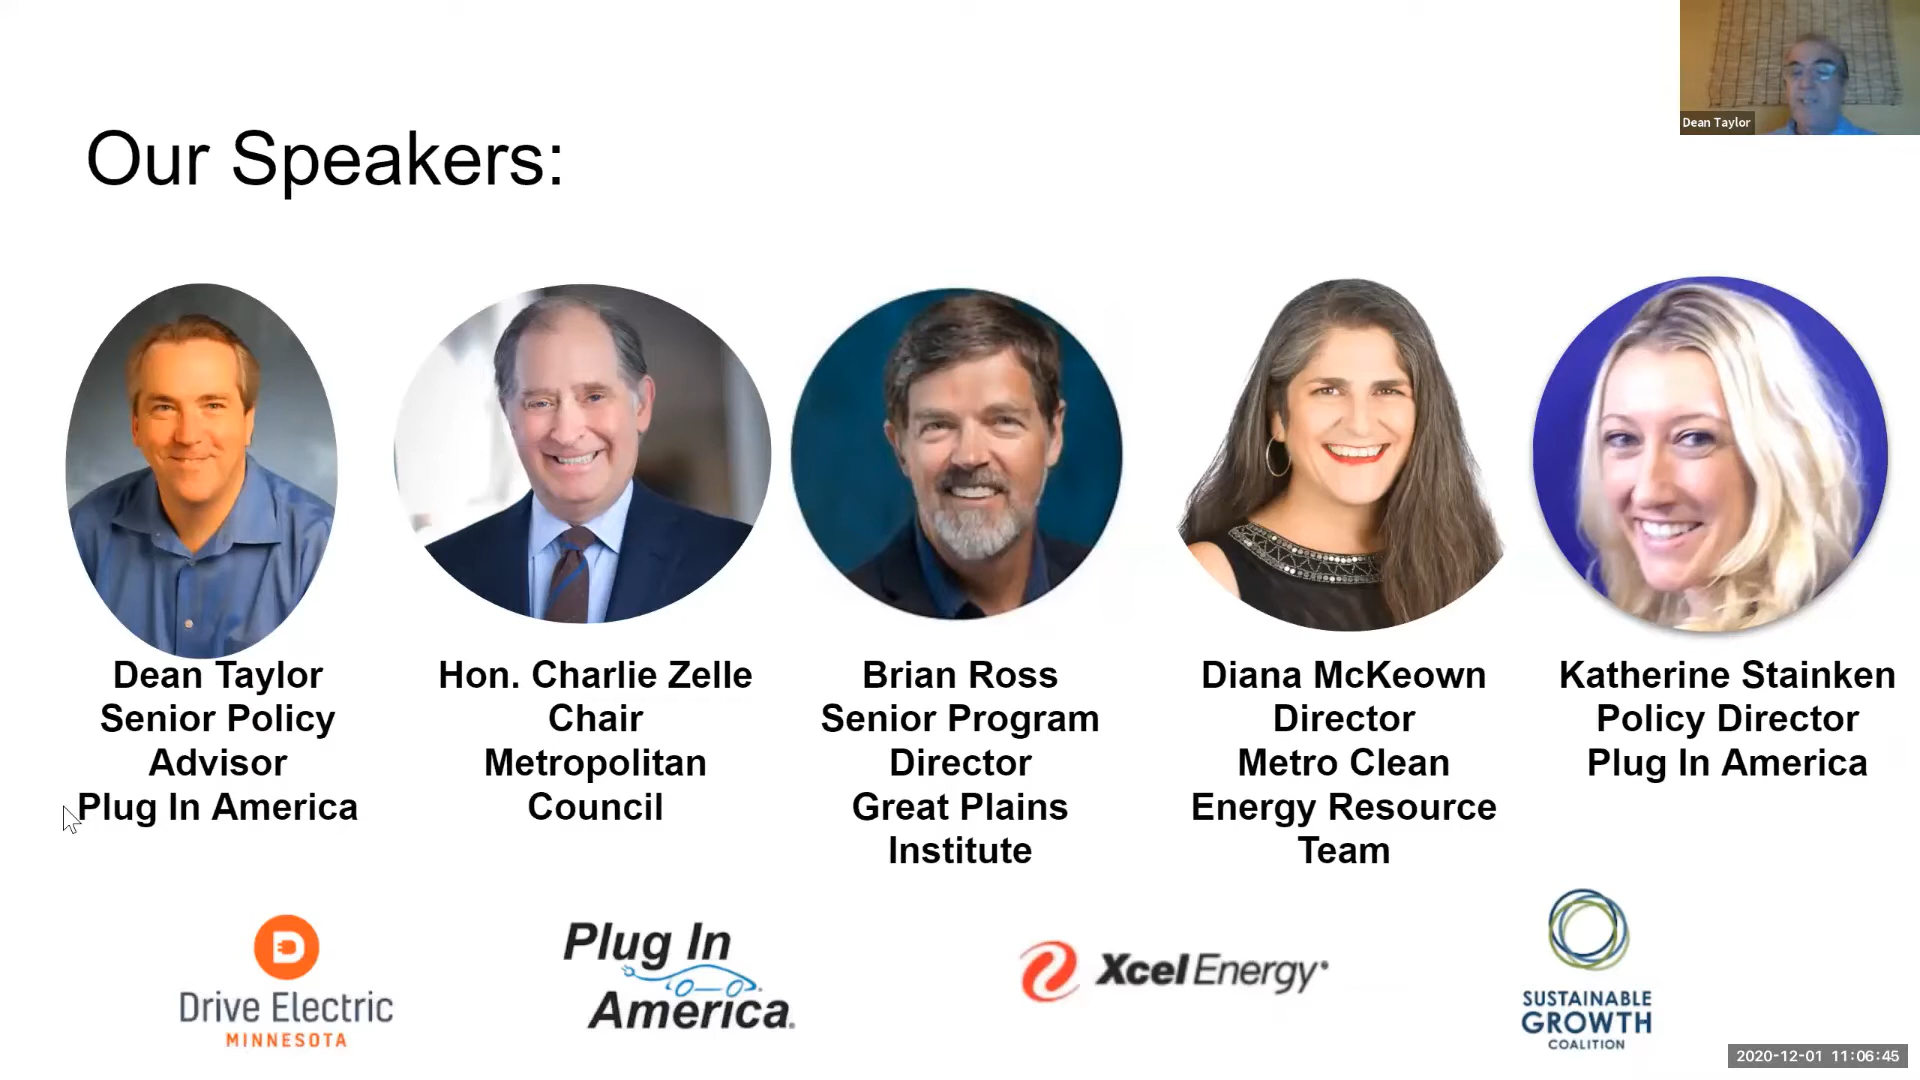 Dean Taylor
Our Speakers:
Dean Taylor
Senior Policy
Advisor
Plug In America
Hon. Charlie Zelle
Chair
Metropolitan
Council
Brian Ross
Senior Program
Director
Great Plains
Institute
Diana McKeown
Director
Metro Clean
Energy Resource
Team
Katherine Stainken
Policy Director
Plug In America
Drive Electric
MINNESOTA
Plug In
America.
Xcel Energy
SUSTAINABLE
GROWTH
COALITION
2020-12-01 11:06:45